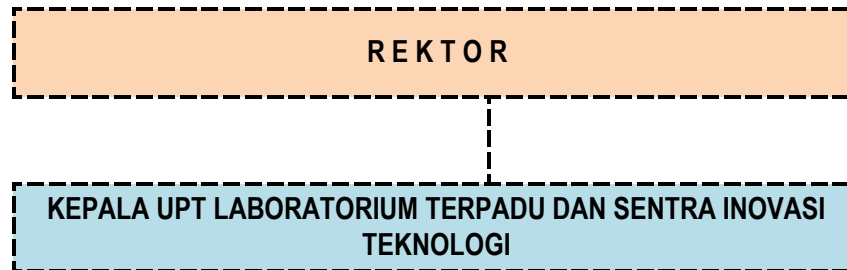 R E K T O R
KEPALA UPT LABORATORIUM TERPADU DAN SENTRA INOVASI
TEKNOLOGI